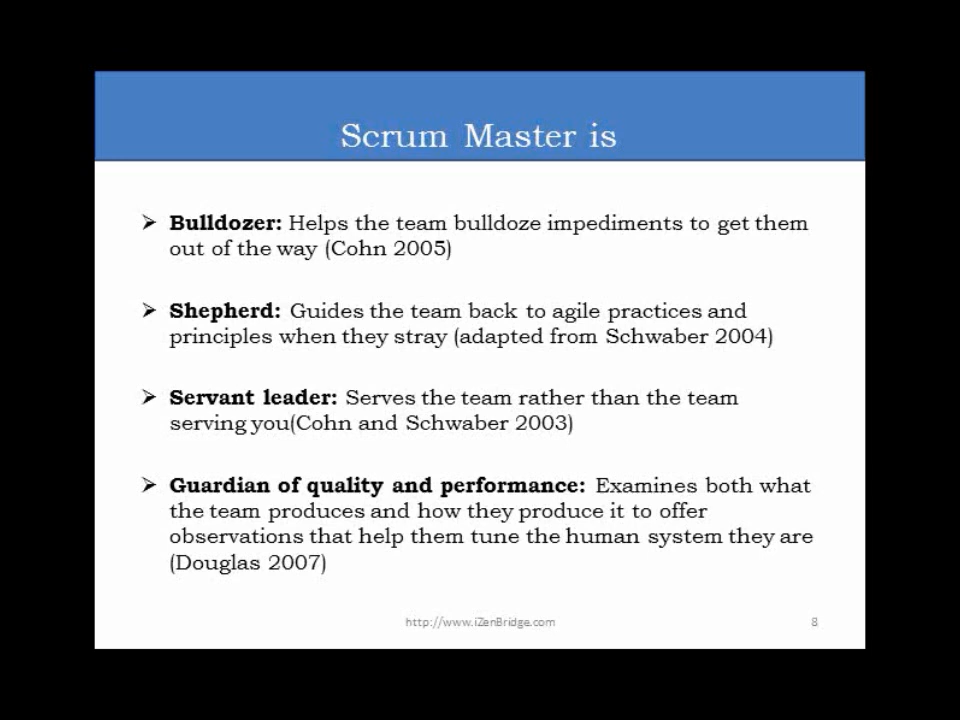 Scrum Master is
➢ Bulldozer: Helps the team bulldoze impediments to get them
out of the way (Cohn 2005)
➢ Shepherd: Guides the team back to agile practices and
principles when they stray (adapted from Schwaber 2004)
➢ Servant leader: Serves the team rather than the team
serving you(Cohn and Schwaber 2003)
➢ Guardian of quality and performance: Examines both what
the team produces and how they produce it to offer
observations that help them tune the human system they are
(Douglas 2007)
http://www.iZenBridge.com 8